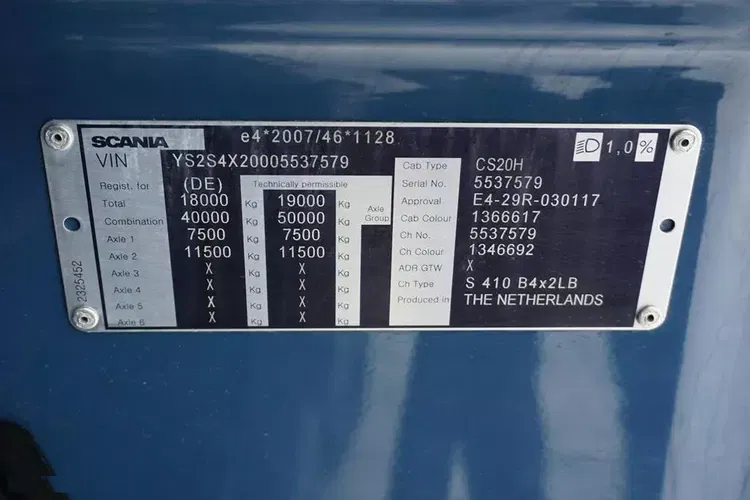 SCANIA e4*2007/46*1128 1,0 %
VIN YS2S4X20005537579
Regist. for (DE) Technically permissible
Total 18000 Kg 19000 Kg
Combination 40000 Kg 50000 Kg Axle Group
Axle 1 7500 Kg 7500 Kg
Axle 2 11500 Kg 11500 Kg
Axle 3 X Kg X Kg
Axle 4 X Kg X Kg
Axle 5 X Kg X Kg
Axle 6 X Kg X Kg
Cab Type CS20H
Serial No. 5537579
Approval E4-29R-030117
Cab Colour 1366617
Ch No. 5537579
Ch Colour 1346692
ADR GTW X
Ch Type S 410 B4x2LB
Produced in THE NETHERLANDS
2325452